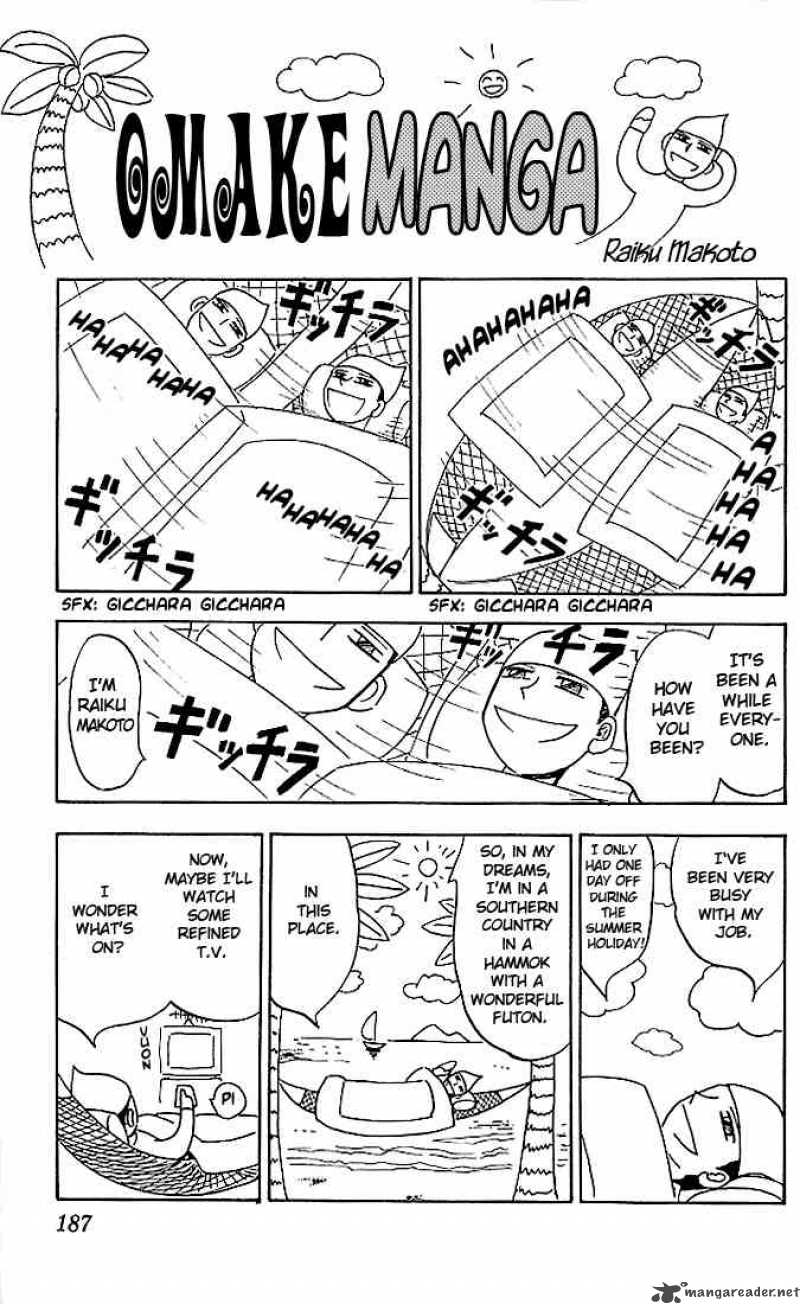 OMAKE MANGA
RAIKU MAKOTO
ギッチラ
AHAHAHAHA
ギッチラ
A
HA
HA
HA
HA
SFX: GICCHARA GICCHARA
ギッチラ
HA
HAHAHA
HAHA
ギッチラ
HA
HAHAHAHA
HA
SFX: GICCHARA GICCHARA
IT'S
BEEN A
WHILE
EVERY-
ONE.
HOW
HAVE
YOU
BEEN?
ギッチラ
ギッチラ
I'M
RAIKU
MAKOTO
I'VE
BEEN VERY
BUSY
WITH MY
JOB.
I ONLY
HAD ONE
DAY OFF
DURING
THE
SUMMER
HOLIDAY!
SO, IN MY
DREAMS,
I'M IN A
SOUTHERN
COUNTRY
IN A
HAMMOK
WITH A
WONDERFUL
FUTON.
IN
THIS
PLACE.
NOW,
MAYBE I'LL
WATCH
SOME
REFINED
T.V.
I
WONDER
WHAT'S
ON?
VUON
PI
187
mangareader.net